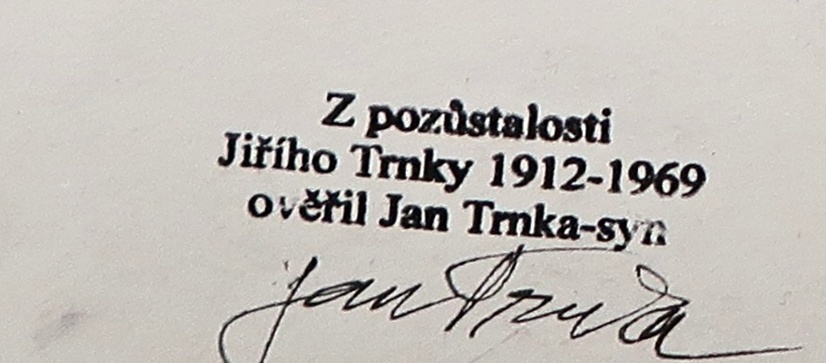 Z pozůstalosti
Jiřího Trnky 1912-1969
ověřil Jan Trnka-syn
Jan Trnka